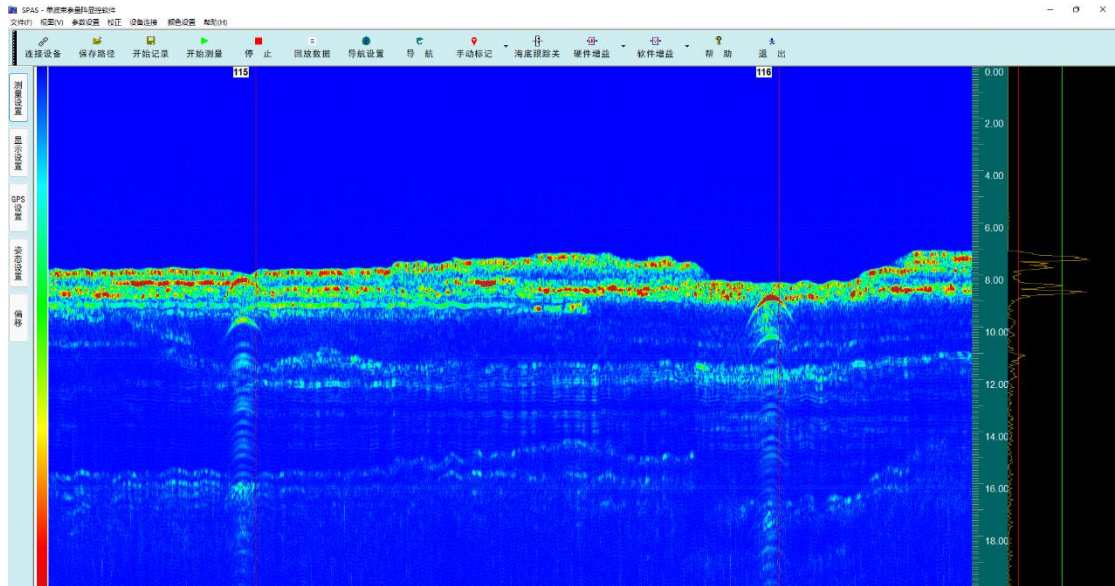 SPAS - 单波束参量阵显控软件
文件(F) 视图(V) 参数设置 校正 设备连接 颜色设置 帮助(H)
连接设备 保存路径 开始记录 开始测量 停 止 回放数据 导航设置 导 航 手动标记 海底跟踪关 硬件增益 软件增益 帮 助 退 出
测量设置
显示设置
GPS设置
姿态设置
偏移
115 116
0.00
2.00
4.00
6.00
8.00
10.00
12.00
14.00
16.00
18.00